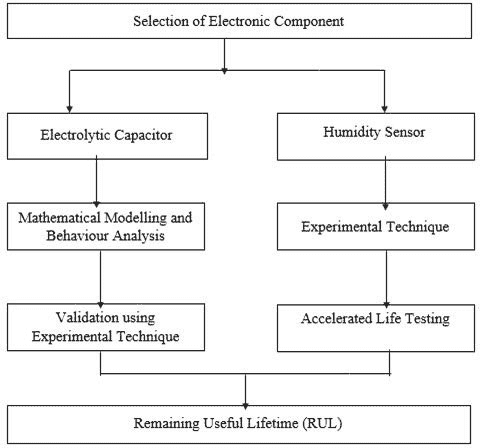 Selection of Electronic Component
Electrolytic Capacitor
Humidity Sensor
Mathematical Modelling and
Behaviour Analysis
Experimental Technique
Validation using
Experimental Technique
Accelerated Life Testing
Remaining Useful Lifetime (RUL)